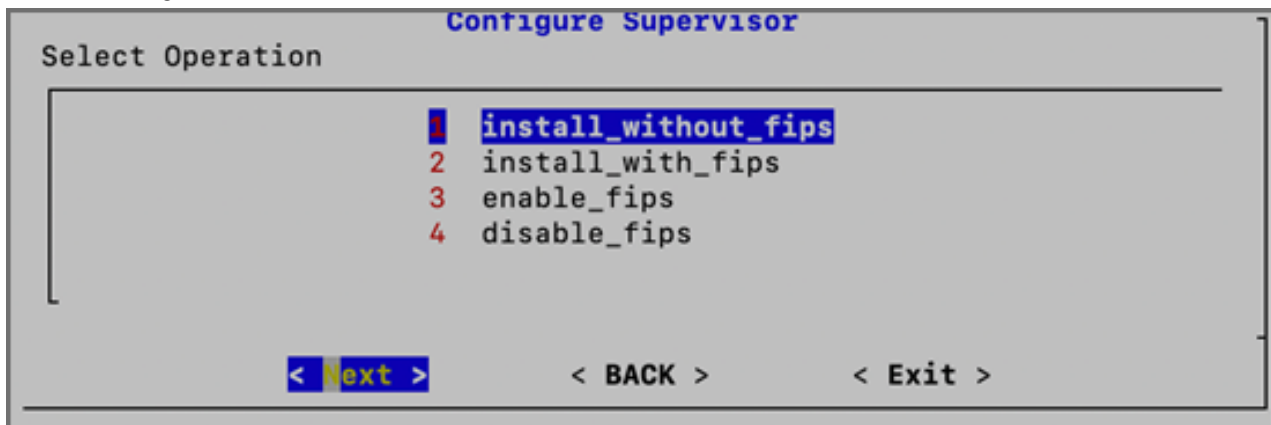 Configure Supervisor
Select Operation
1 install_without_fips
2 install_with_fips
3 enable_fips
4 disable_fips
< Next > < BACK > < Exit >